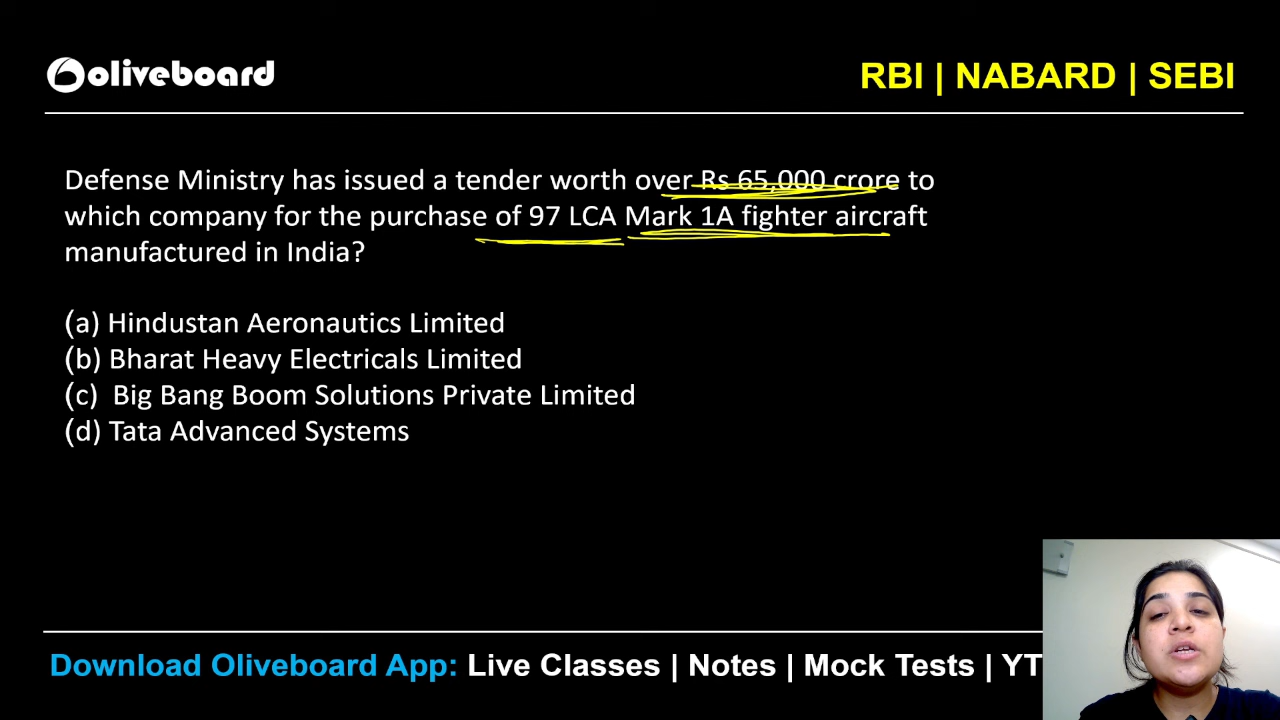 oliveboard
RBI | NABARD | SEBI
Defense Ministry has issued a tender worth over Rs 65,000 crore to
which company for the purchase of 97 LCA Mark 1A fighter aircraft
manufactured in India?
(a) Hindustan Aeronautics Limited
(b) Bharat Heavy Electricals Limited
(c) Big Bang Boom Solutions Private Limited
(d) Tata Advanced Systems
Download Oliveboard App: Live Classes | Notes | Mock Tests | YT